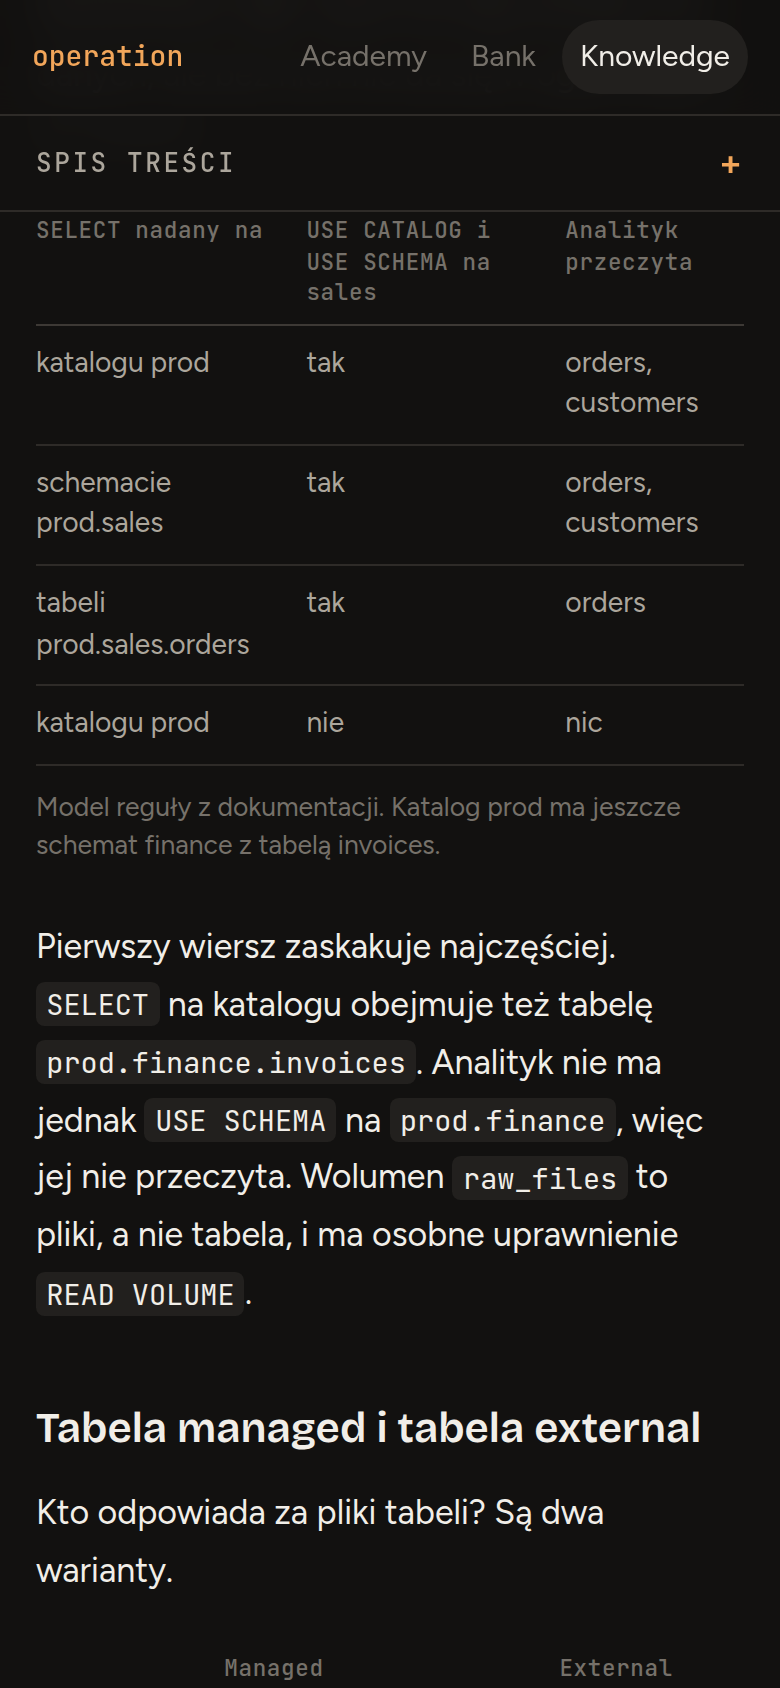 operation Academy Bank Knowledge
SPIS TREŚCI +
SELECT nadany na USE CATALOG i Analityk
USE SCHEMA na przeczyta
sales
katalogu prod tak orders,
customers
schemacie tak orders,
prod.sales customers
tabeli tak orders
prod.sales.orders
katalogu prod nie nic
Model reguły z dokumentacji. Katalog prod ma jeszcze
schemat finance z tabelą invoices.
Pierwszy wiersz zaskakuje najczęściej.
SELECT na katalogu obejmuje też tabelę
prod.finance.invoices. Analityk nie ma
jednak USE SCHEMA na prod.finance, więc
jej nie przeczyta. Wolumen raw_files to
pliki, a nie tabela, i ma osobne uprawnienie
READ VOLUME.
Tabela managed i tabela external
Kto odpowiada za pliki tabeli? Są dwa
warianty.
Managed External